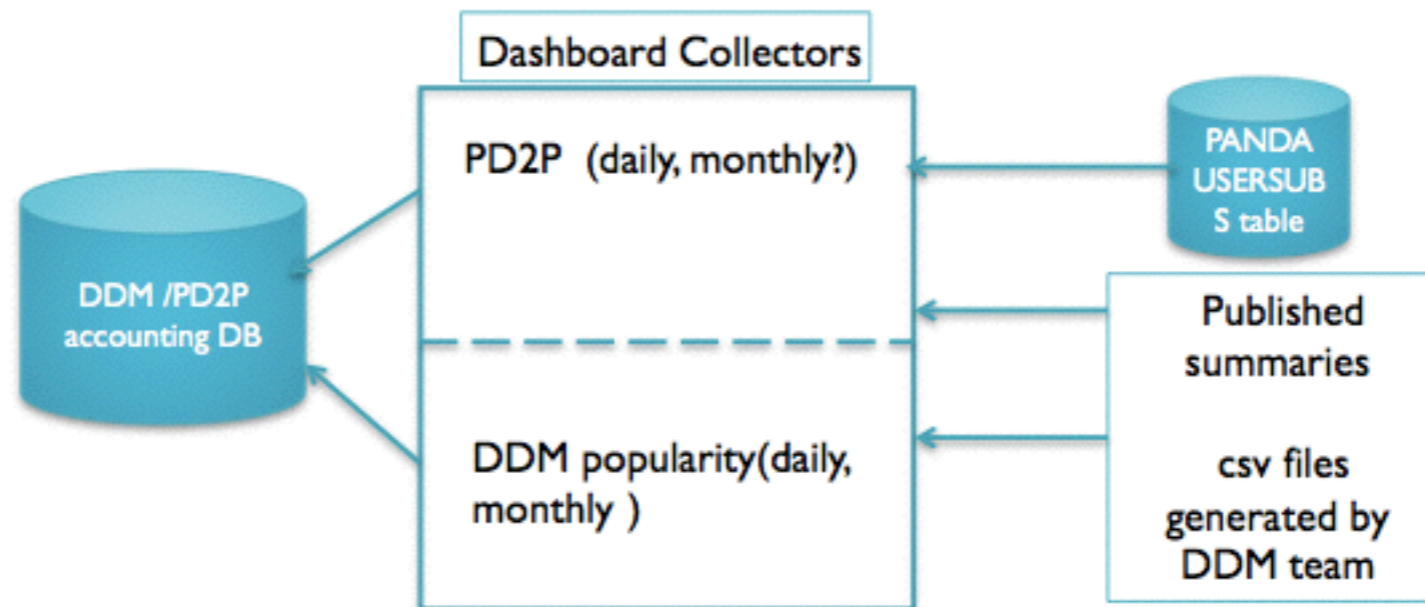 Dashboard Collectors
PD2P (daily, monthly?)
PANDA
USERSUB
S table
DDM /PD2P
accounting DB
Published
summaries
DDM popularity(daily,
monthly )
csv files
generated by
DDM team